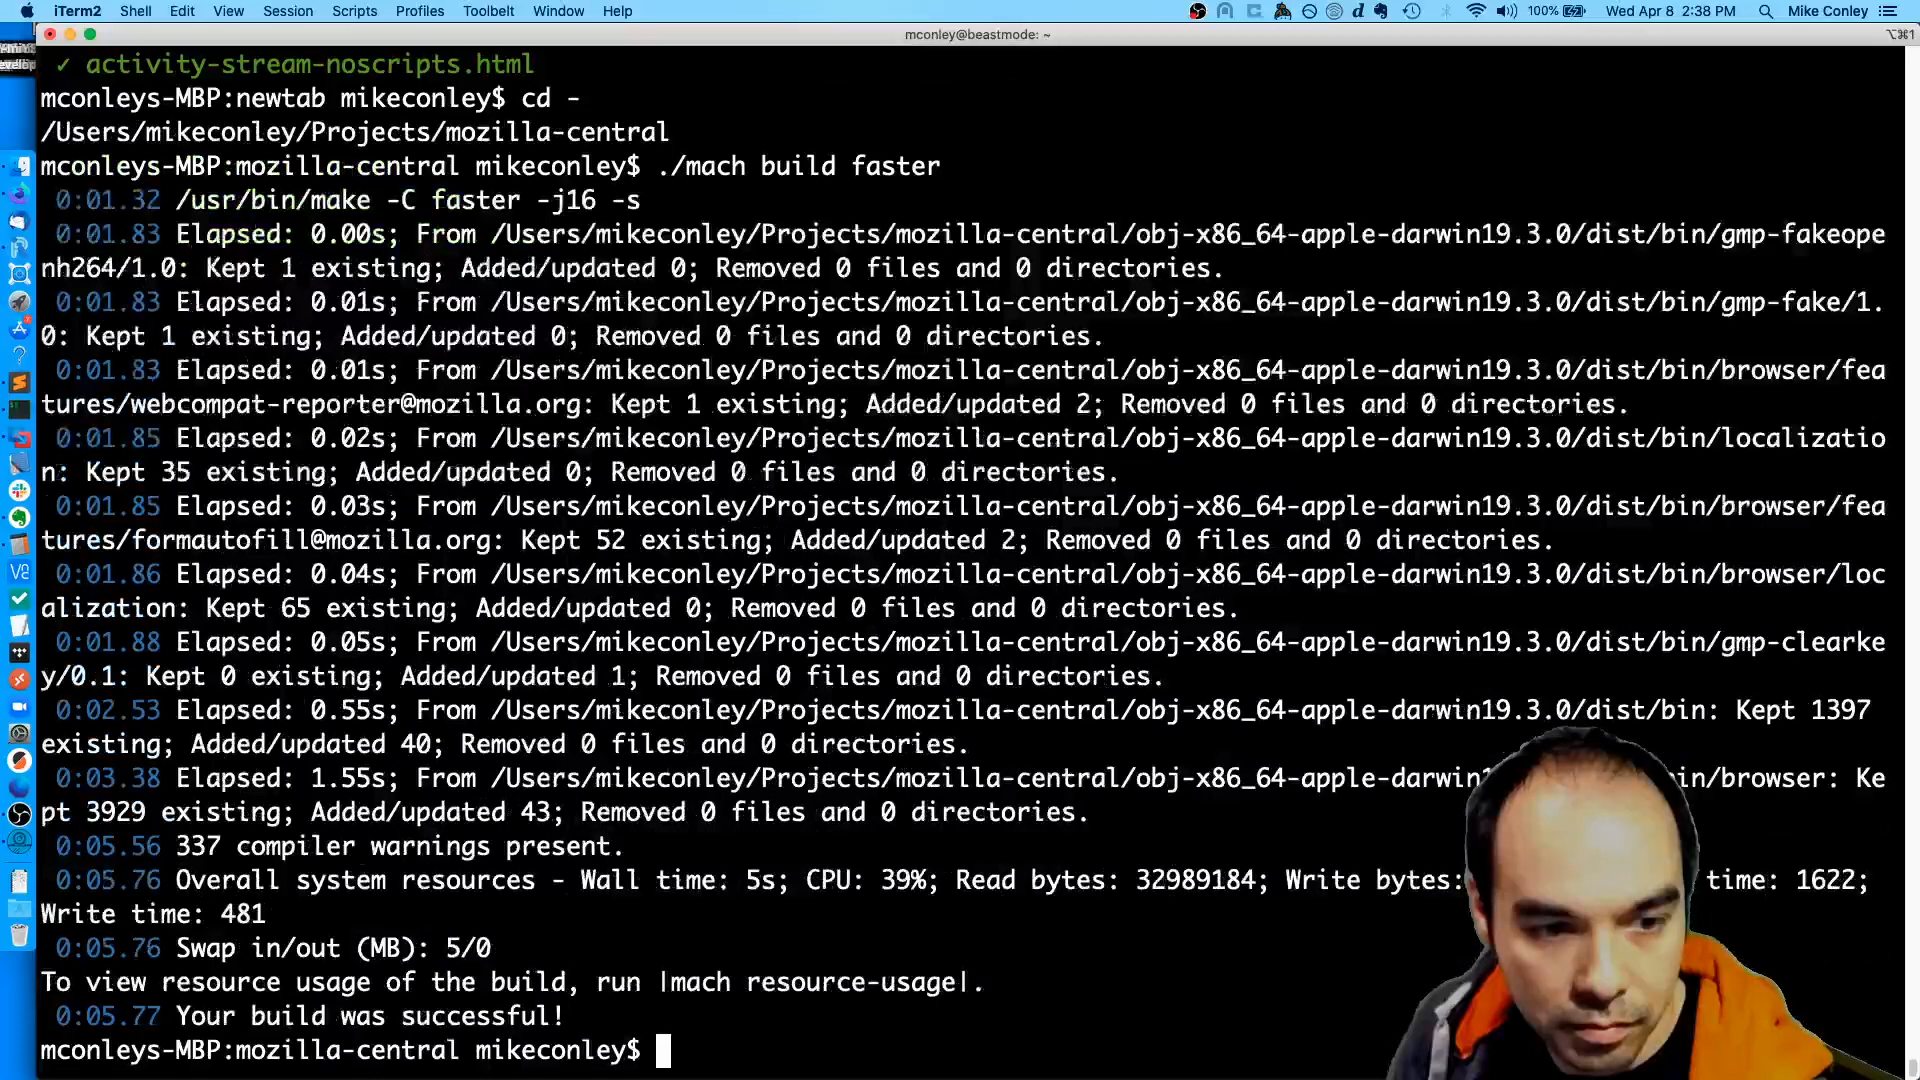 iTerm2 Shell Edit View Session Scripts Profiles Toolbelt Window Help 100% Wed Apr 8 2:38 PM Mike Conley
mconley@beastmode: ~ ⌥⌘1
✓ activity-stream-noscripts.html
mconleys-MBP:newtab mikeconley$ cd -
/Users/mikeconley/Projects/mozilla-central
mconleys-MBP:mozilla-central mikeconley$ ./mach build faster
0:01.32 /usr/bin/make -C faster -j16 -s
0:01.83 Elapsed: 0.00s; From /Users/mikeconley/Projects/mozilla-central/obj-x86_64-apple-darwin19.3.0/dist/bin/gmp-fakeope
nh264/1.0: Kept 1 existing; Added/updated 0; Removed 0 files and 0 directories.
0:01.83 Elapsed: 0.01s; From /Users/mikeconley/Projects/mozilla-central/obj-x86_64-apple-darwin19.3.0/dist/bin/gmp-fake/1.
0: Kept 1 existing; Added/updated 0; Removed 0 files and 0 directories.
0:01.83 Elapsed: 0.01s; From /Users/mikeconley/Projects/mozilla-central/obj-x86_64-apple-darwin19.3.0/dist/bin/browser/fea
tures/webcompat-reporter@mozilla.org: Kept 1 existing; Added/updated 2; Removed 0 files and 0 directories.
0:01.85 Elapsed: 0.02s; From /Users/mikeconley/Projects/mozilla-central/obj-x86_64-apple-darwin19.3.0/dist/bin/localizatio
n: Kept 35 existing; Added/updated 0; Removed 0 files and 0 directories.
0:01.85 Elapsed: 0.03s; From /Users/mikeconley/Projects/mozilla-central/obj-x86_64-apple-darwin19.3.0/dist/bin/browser/fea
tures/formautofill@mozilla.org: Kept 52 existing; Added/updated 2; Removed 0 files and 0 directories.
0:01.86 Elapsed: 0.04s; From /Users/mikeconley/Projects/mozilla-central/obj-x86_64-apple-darwin19.3.0/dist/bin/browser/loc
alization: Kept 65 existing; Added/updated 0; Removed 0 files and 0 directories.
0:01.88 Elapsed: 0.05s; From /Users/mikeconley/Projects/mozilla-central/obj-x86_64-apple-darwin19.3.0/dist/bin/gmp-clearke
y/0.1: Kept 0 existing; Added/updated 1; Removed 0 files and 0 directories.
0:02.53 Elapsed: 0.55s; From /Users/mikeconley/Projects/mozilla-central/obj-x86_64-apple-darwin19.3.0/dist/bin: Kept 1397
existing; Added/updated 40; Removed 0 files and 0 directories.
0:03.38 Elapsed: 1.55s; From /Users/mikeconley/Projects/mozilla-central/obj-x86_64-apple-darwin1 in/browser: Ke
pt 3929 existing; Added/updated 43; Removed 0 files and 0 directories.
0:05.56 337 compiler warnings present.
0:05.76 Overall system resources - Wall time: 5s; CPU: 39%; Read bytes: 32989184; Write bytes: time: 1622;
Write time: 481
0:05.76 Swap in/out (MB): 5/0
To view resource usage of the build, run |mach resource-usage|.
0:05.77 Your build was successful!
mconleys-MBP:mozilla-central mikeconley$